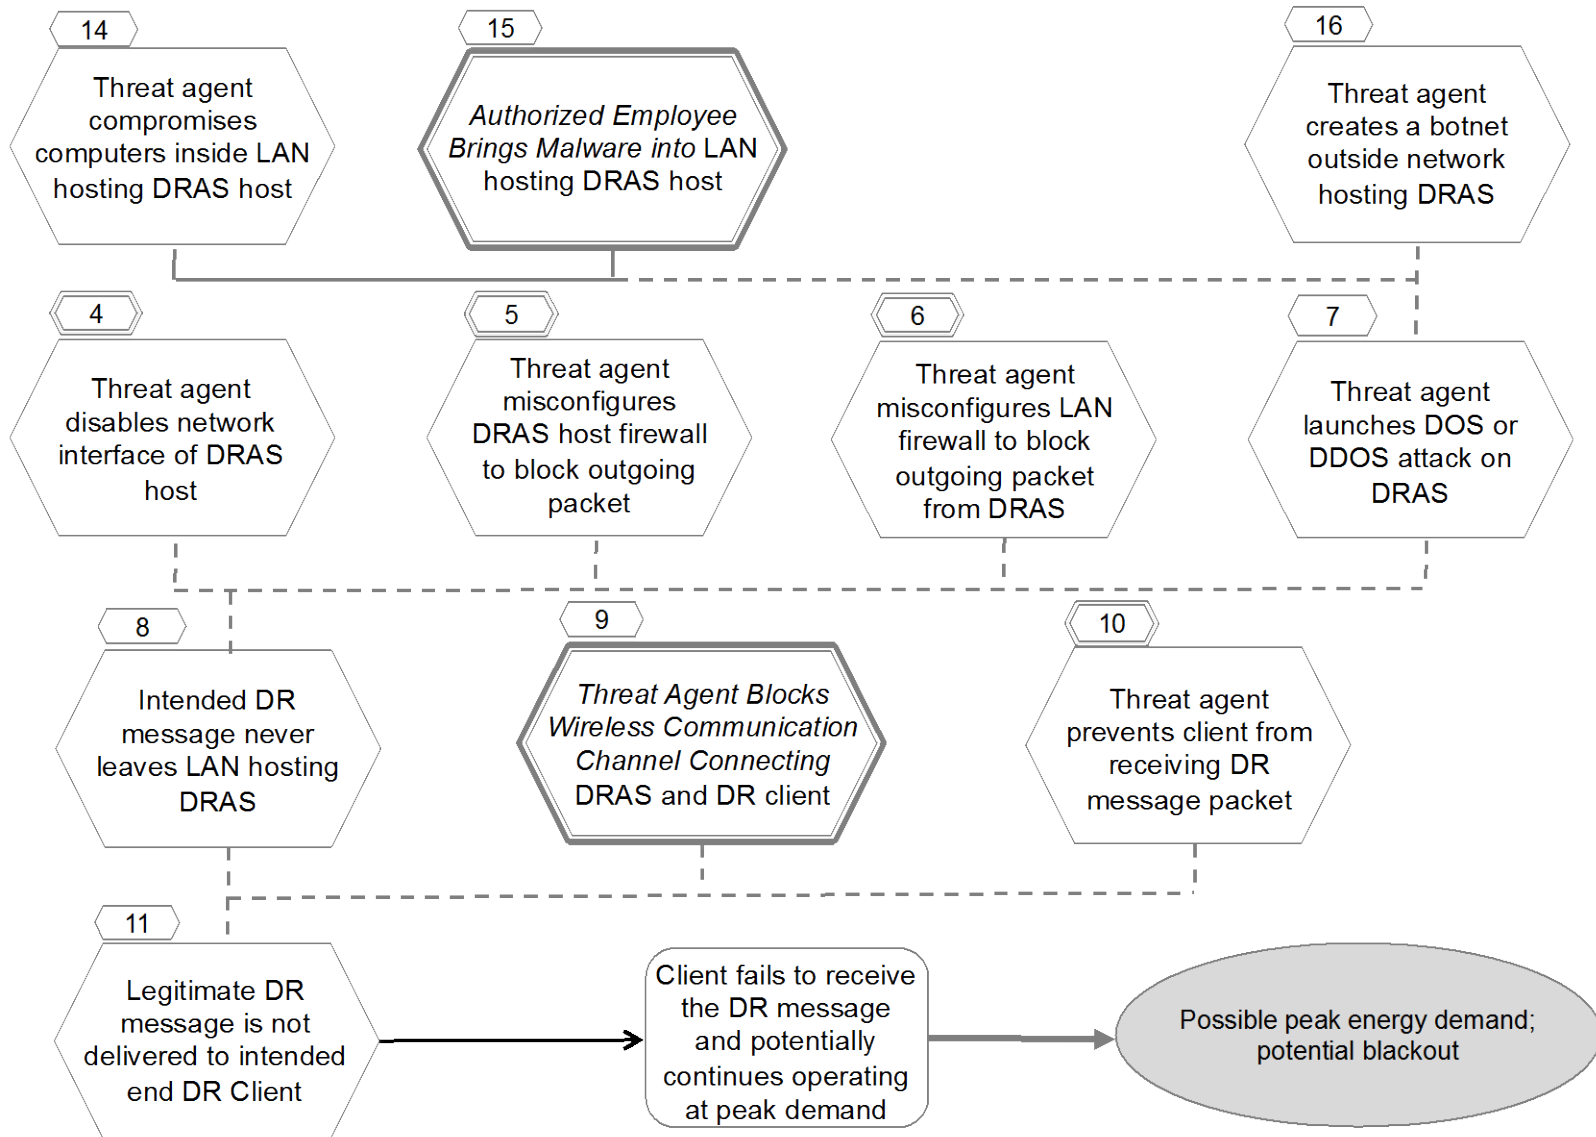 14
Threat agent
compromises
computers inside LAN
hosting DRAS host
15
Authorized Employee
Brings Malware into LAN
hosting DRAS host
16
Threat agent
creates a botnet
outside network
hosting DRAS
4
Threat agent
disables network
interface of DRAS
host
5
Threat agent
misconfigures
DRAS host firewall
to block outgoing
packet
6
Threat agent
misconfigures LAN
firewall to block
outgoing packet
from DRAS
7
Threat agent
launches DOS or
DDOS attack on
DRAS
8
Intended DR
message never
leaves LAN hosting
DRAS
9
Threat Agent Blocks
Wireless Communication
Channel Connecting
DRAS and DR client
10
Threat agent
prevents client from
receiving DR
message packet
11
Legitimate DR
message is not
delivered to intended
end DR Client
Client fails to receive
the DR message
and potentially
continues operating
at peak demand
Possible peak energy demand;
potential blackout